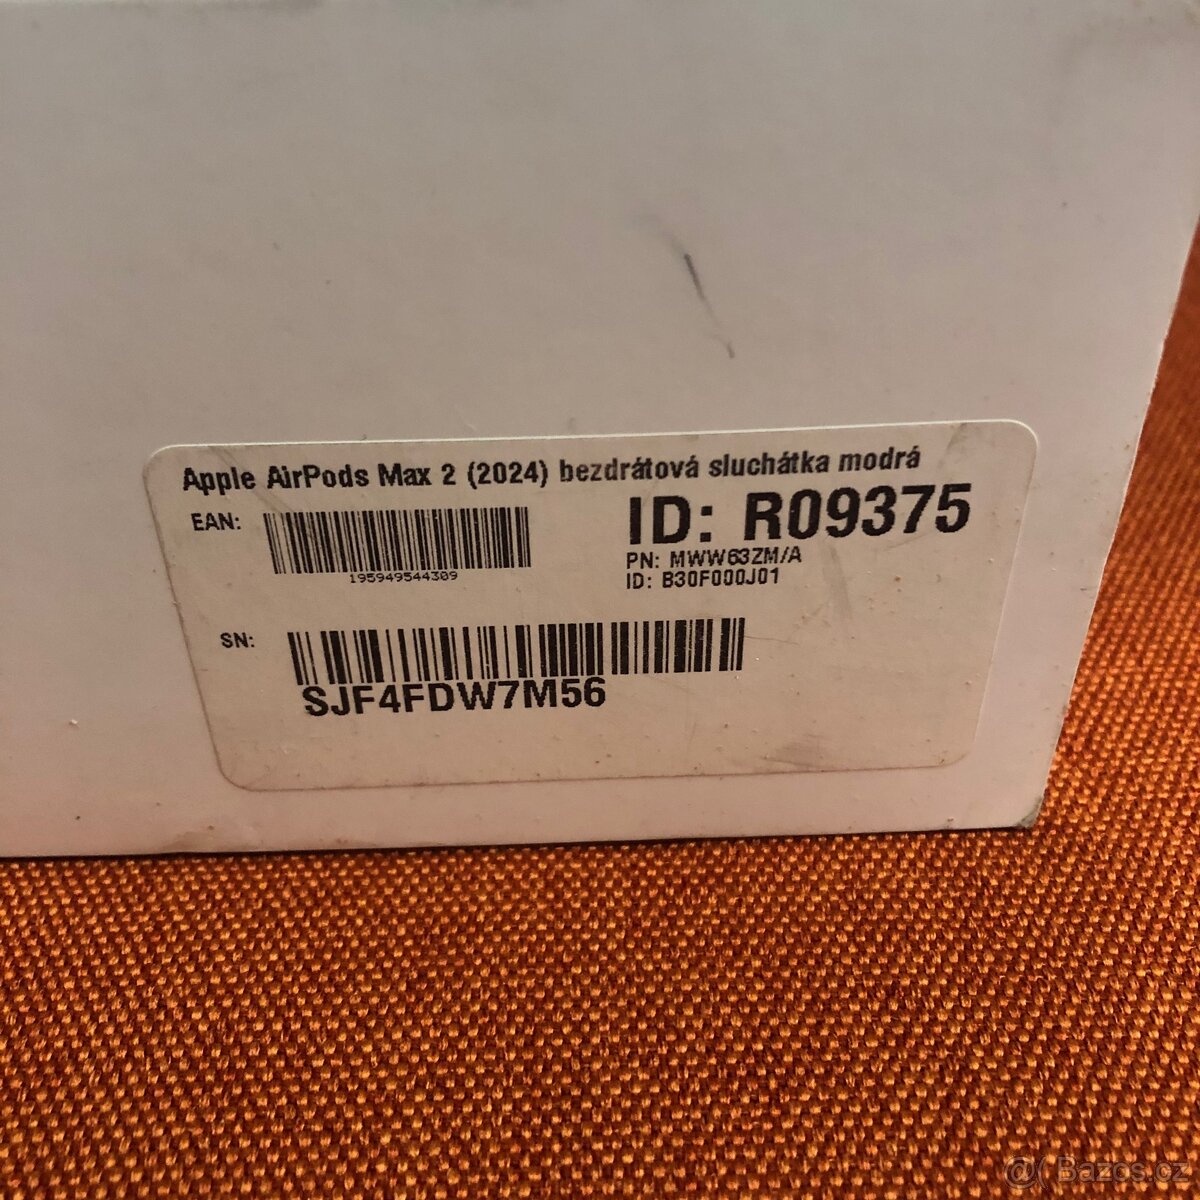 Apple AirPods Max 2 (2024) bezdrátová sluchátka modrá
EAN:
195949544309
ID: R09375
PN: MWW63ZM/A
ID: B30F000J01
SN:
SJF4FDW7M56
@( Bazos.cz